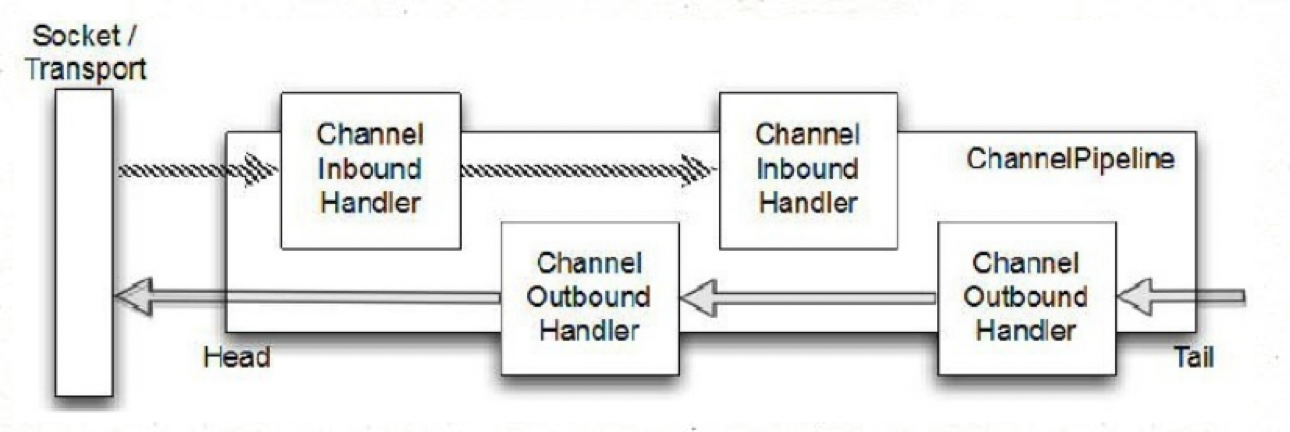 Socket /
Transport
Channel
Inbound
Handler
Channel
Inbound
Handler
ChannelPipeline
Channel
Outbound
Handler
Channel
Outbound
Handler
Head
Tail